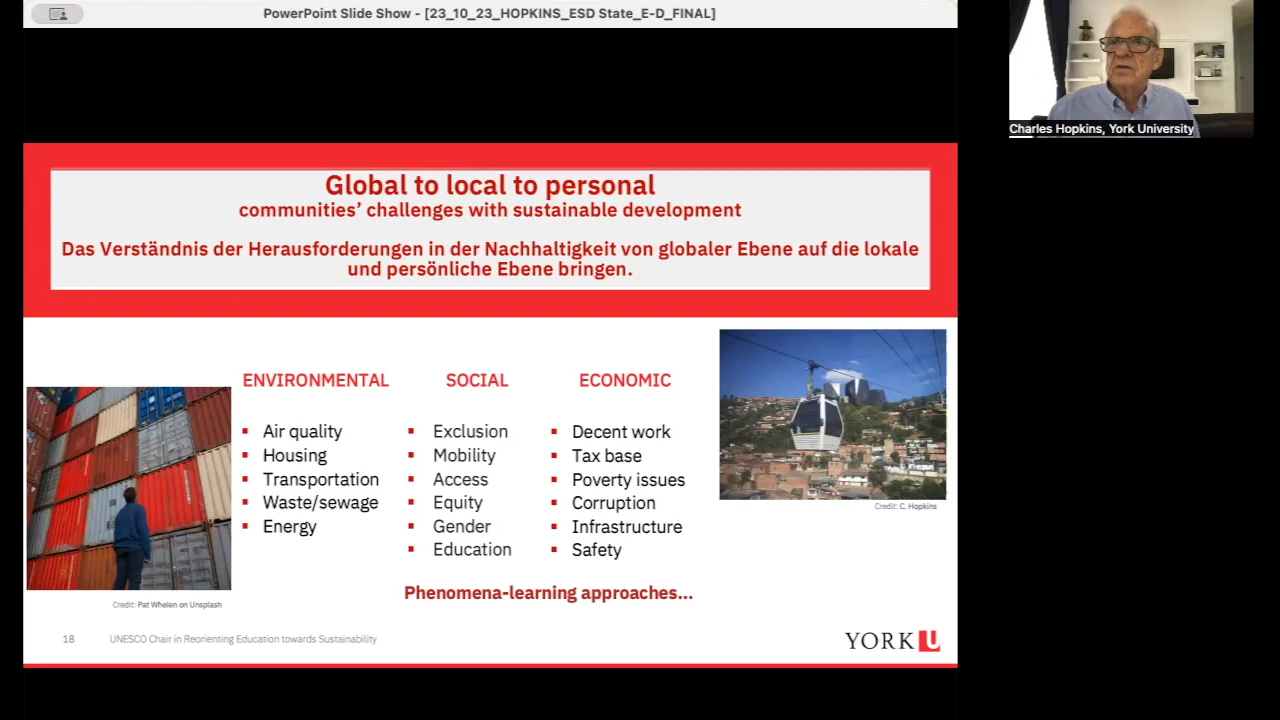 PowerPoint Slide Show - [23_10_23_HOPKINS_ESD State_E-D_FINAL]
Charles Hopkins, York University
Global to local to personal
communities’ challenges with sustainable development
Das Verständnis der Herausforderungen in der Nachhaltigkeit von globaler Ebene auf die lokale
und persönliche Ebene bringen.
ENVIRONMENTAL
Air quality
Housing
Transportation
Waste/sewage
Energy
SOCIAL
Exclusion
Mobility
Access
Equity
Gender
Education
ECONOMIC
Decent work
Tax base
Poverty issues
Corruption
Infrastructure
Safety
Credit: C. Hopkins
Phenomena-learning approaches...
Credit: Pat Whelen on Unsplash
18
UNESCO Chair in Reorienting Education towards Sustainability
YORK U